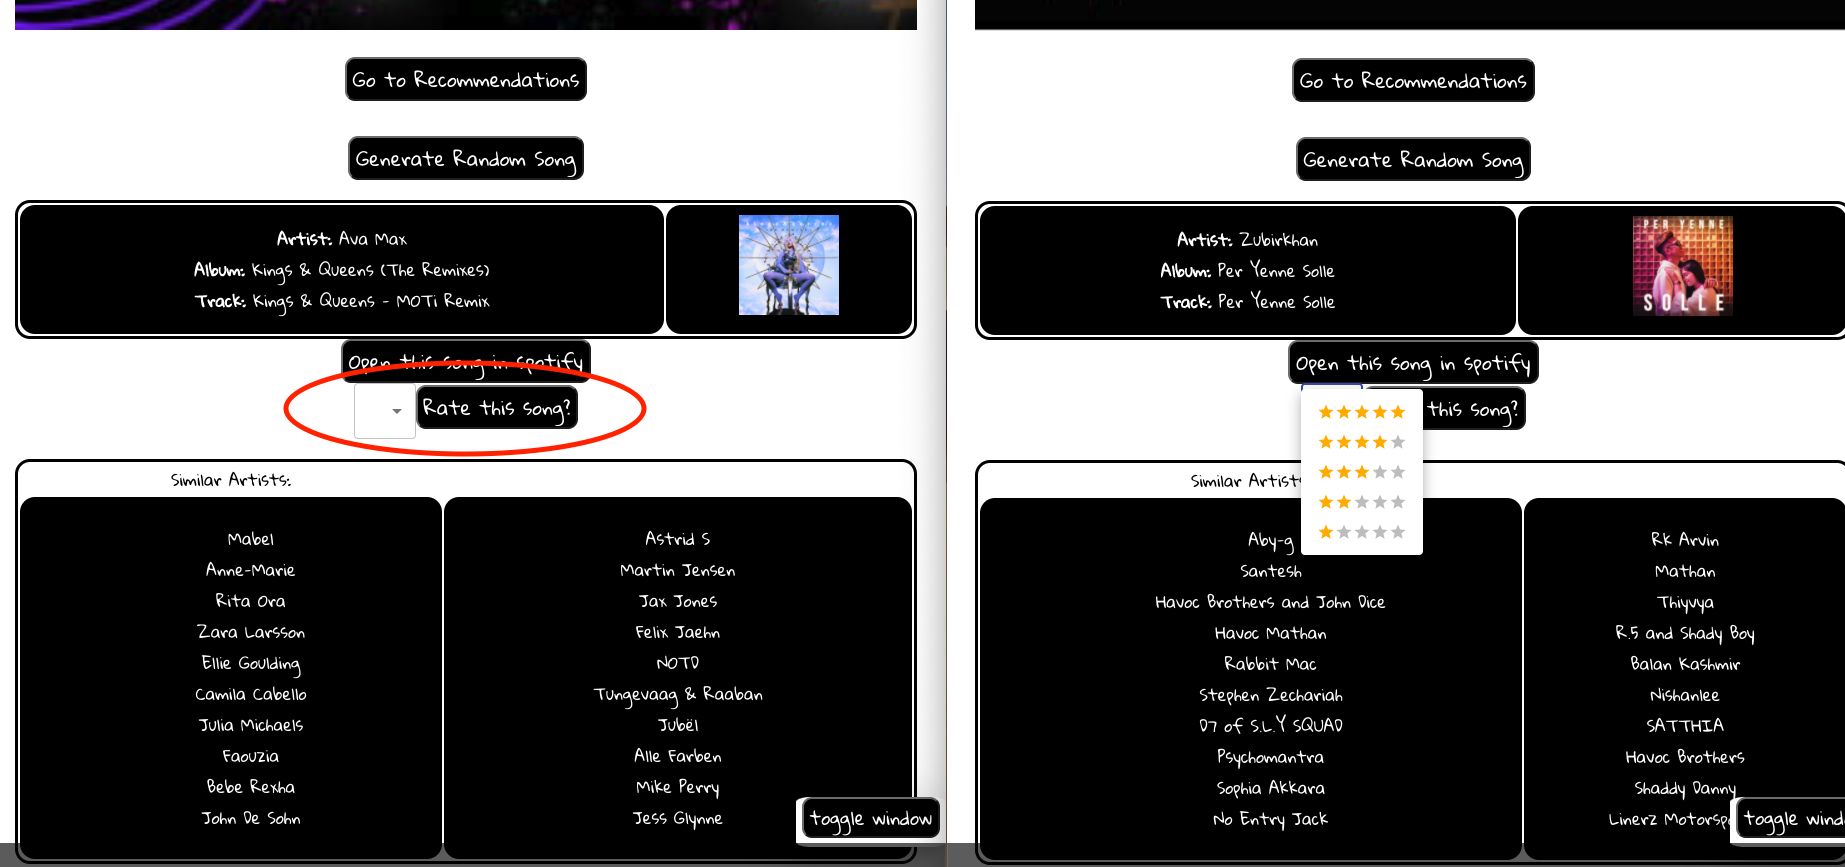 Go to Recommendations
Generate Random Song
Artist: Ava Max
Album: Kings & Queens (The Remixes)
Track: Kings & Queens - MOTi Remix
Open this song in spotify
Rate this song?
Similar Artists:
Mabel
Anne-Marie
Rita Ora
Zara Larsson
Ellie Goulding
Camila Cabello
Julia Michaels
Faouzia
Bebe Rexha
John De Sohn
Astrid S
Martin Jensen
Jax Jones
Felix Jaehn
NOTD
Tungevaag & Raaban
Jubël
Alle Farben
Mike Perry
Jess Glynne
toggle window
Go to Recommendations
Generate Random Song
Artist: Zubirkhan
Album: Per Yenne Solle
Track: Per Yenne Solle
PER YENNE
SOLLE
Open this song in spotify
this song?
Similar Artists
Aby-g
Santesh
Havoc Brothers and John Dice
Havoc Mathan
Rabbit Mac
Stephen Zechariah
D7 of S.L.Y SQUAD
Psychomantra
Sophia Akkara
No Entry Jack
Rk Arvin
Mathan
Thiyvya
R.5 and Shady Boy
Balan Kashmir
Nishanlee
SATTHIA
Havoc Brothers
Shaddy Danny
Linerz Motorsp
toggle wind